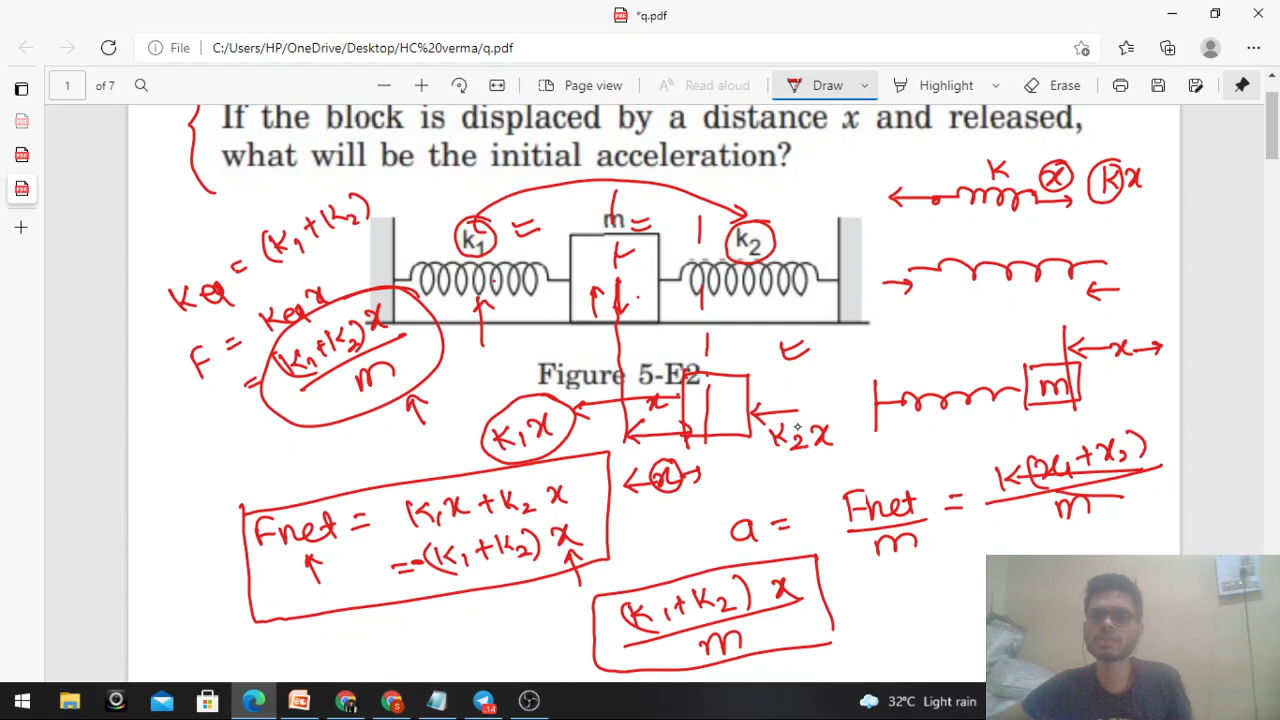 *q.pdf
File C:/Users/HP/OneDrive/Desktop/HC%20verma/q.pdf
1 of 7 Page view Read aloud Draw Highlight Erase
If the block is displaced by a distance x and released,
what will be the initial acceleration?
k x kx
Keq = (k1+k2)
k1 = m = k2
F = Keq x
= (k1+k2)x
m
=
Figure 5-E2
x
m
k1x
x
k2x
x
Fnet = k1x + k2x
= -(k1+k2) x
a = Fnet = k(x1+x2)
m m
(k1+k2) x
m
14
32°C Light rain